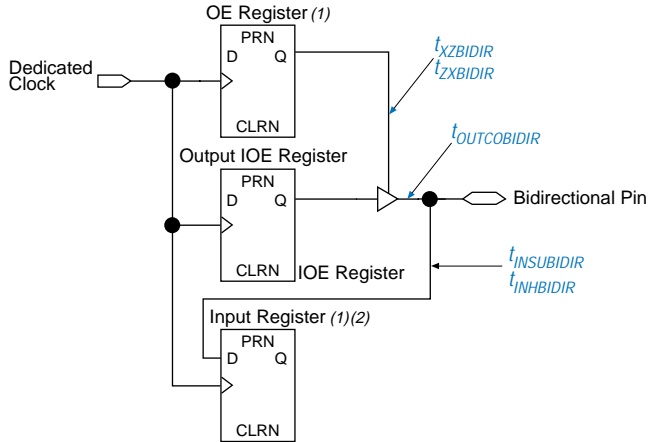 OE Register (1)
PRN
D Q
CLRN
Dedicated
Clock
tXZBIDIR
tZXBIDIR
tOUTCOBIDIR
Output IOE Register
PRN
D Q
CLRN
IOE Register
Bidirectional Pin
tINSUBIDIR
tINHBIDIR
Input Register (1)(2)
PRN
D Q
CLRN